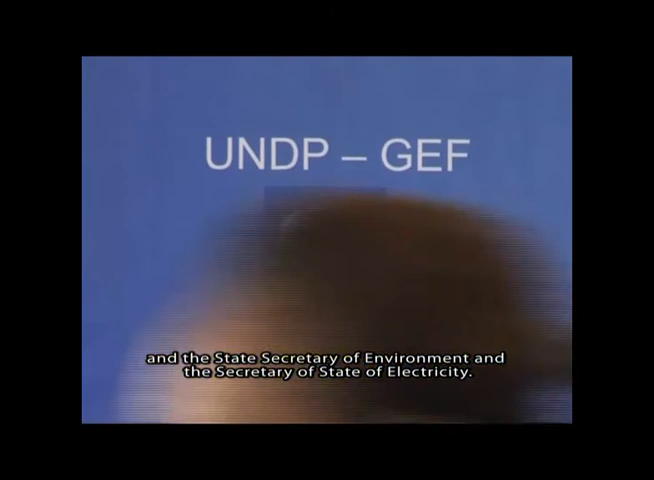 UNDP – GEF
and the State Secretary of Environment and
the Secretary of State of Electricity.